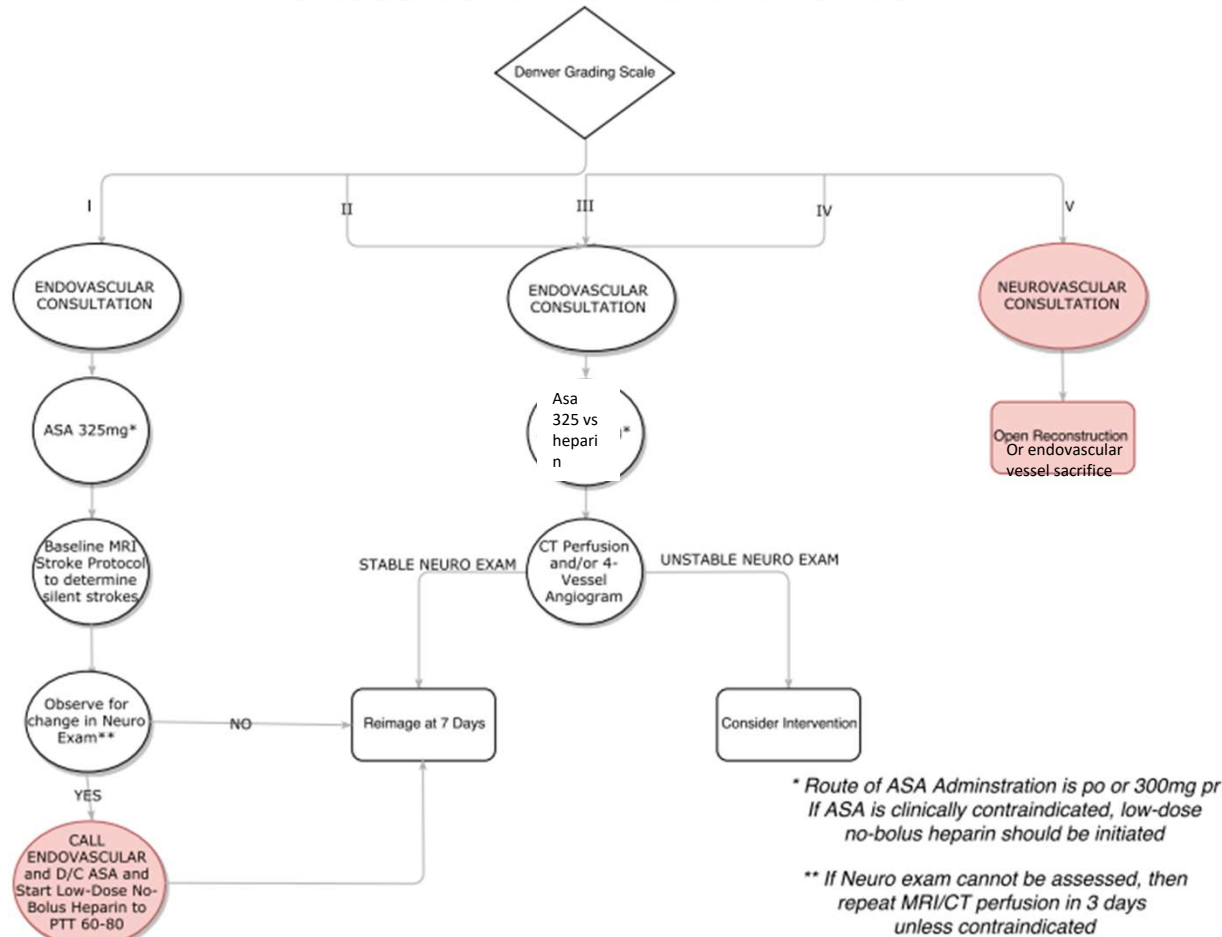 Denver Grading Scale
I
II
III
IV
V
ENDOVASCULAR
CONSULTATION
ENDOVASCULAR
CONSULTATION
NEUROVASCULAR
CONSULTATION
ASA 325mg*
Asa
325 vs
hepari
n
*
Open Reconstruction
Or endovascular
vessel sacrifice
Baseline MRI
Stroke Protocol
to determine
silent strokes
STABLE NEURO EXAM
CT Perfusion
and/or 4-
Vessel
Angiogram
UNSTABLE NEURO EXAM
Observe for
change in Neuro
Exam**
NO
Reimage at 7 Days
Consider Intervention
YES
CALL
ENDOVASCULAR
and D/C ASA and
Start Low-Dose No-
Bolus Heparin to
PTT 60-80
* Route of ASA Adminstration is po or 300mg pr
If ASA is clinically contraindicated, low-dose
no-bolus heparin should be initiated
** If Neuro exam cannot be assessed, then
repeat MRI/CT perfusion in 3 days
unless contraindicated